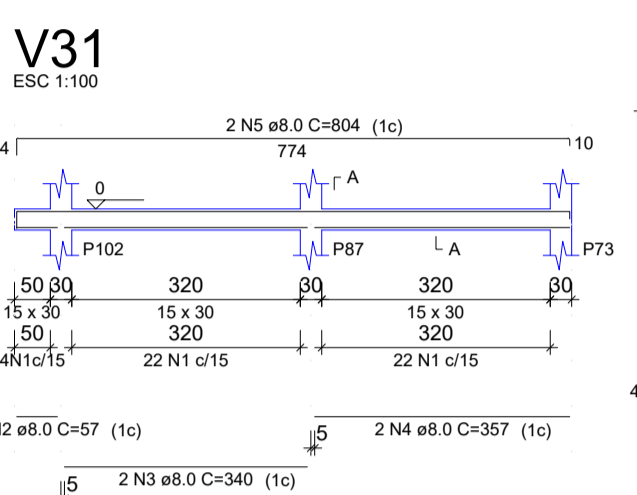 V31
ESC 1:100
2 N5 ø8.0 C=804 (1c)
4 774 10
A
0
P102 P87 A P73
50 30 320 30 320 30
15 x 30 15 x 30 15 x 30
50 320 320
4N1c/15 22 N1 c/15 22 N1 c/15
2 ø8.0 C=57 (1c) 5 2 N4 ø8.0 C=357 (1c)
4
5 2 N3 ø8.0 C=340 (1c)